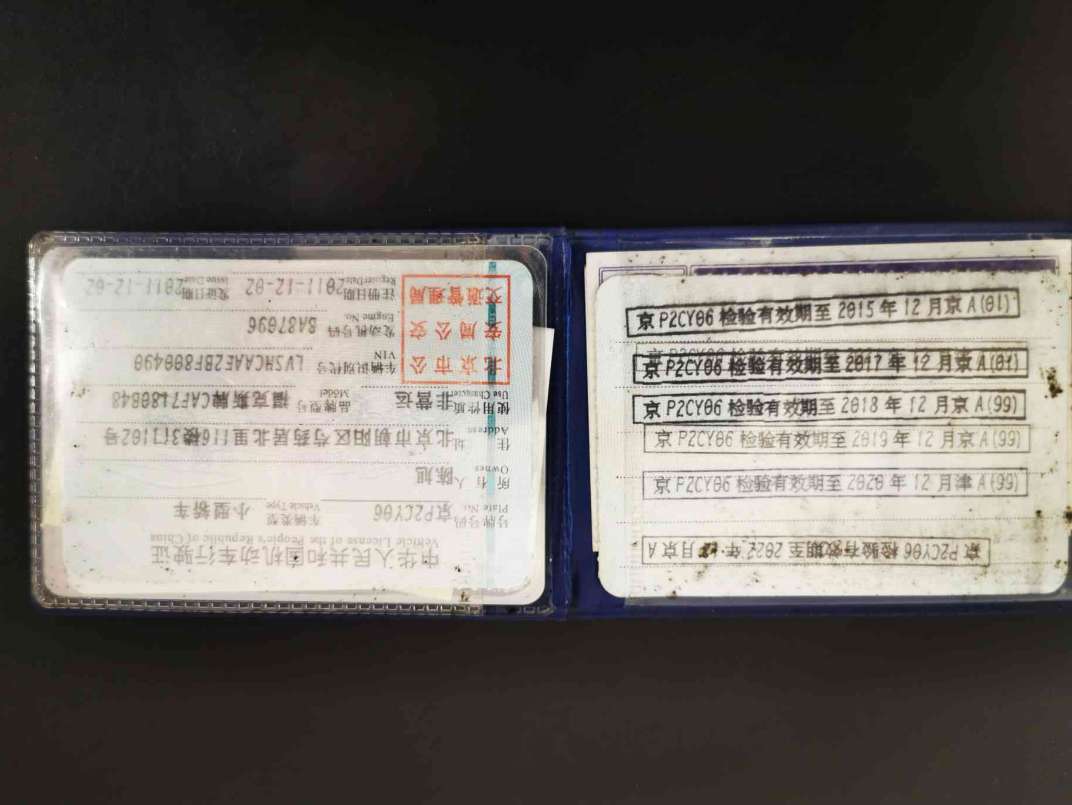 中华人民共和国机动车行驶证
Vehicle License of the People's Republic of China
号牌号码 京P2CY06 车辆类型 小型轿车
Plate No. Vehicle Type
所有人 陈旭
Owner
住址 北京市朝阳区芍药居北里116楼3门102号
Address
使用性质 非营运 品牌型号 福克斯牌CAF7180B48
Use Character Model
北京市公
安局公安
交通管理局
车辆识别代号 LVSHCAAE2BF800490
VIN
发动机号码 BA87096
Engine No.
注册日期 2011-12-02 发证日期 2011-12-02
Register Date Issue Date
京P2CY06 检验有效期至 2015 年 12 月京 A(01)
京P2CY06 检验有效期至 2017 年 12 月京 A(01)
京P2CY06 检验有效期至 2018 年 12 月京 A(99)
京P2CY06 检验有效期至 2019 年 12 月京 A(99)
京P2CY06 检验有效期至 2020 年 12 月津 A(99)
京P2CY06 检验有效期至 2022 年 12 月京 A